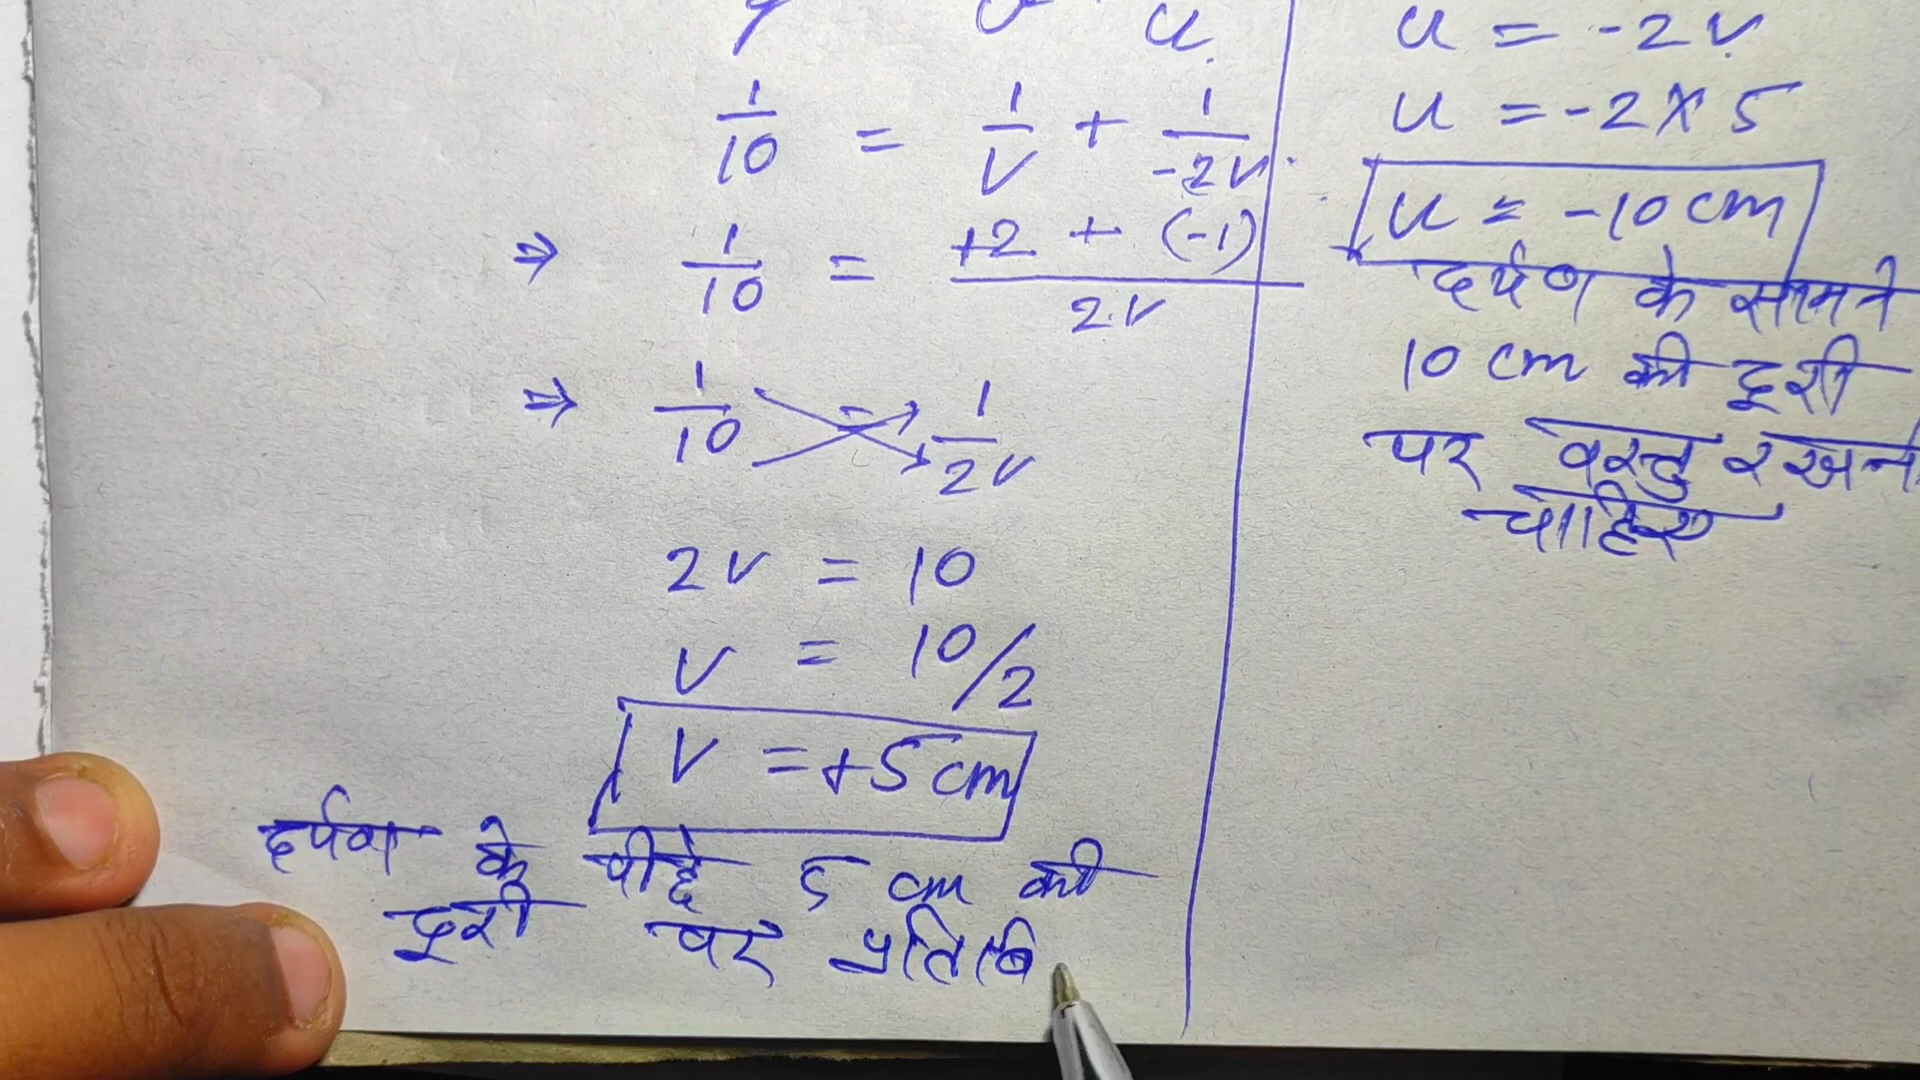 1/10 = 1/v + 1/-2v
⇒ 1/10 = +2 + (-1) / 2.v
⇒ 1/10 = 1/2v
2v = 10
v = 10/2
v = +5 cm
दर्पण के पीछे 5 cm की
दूरी पर प्रतिबि
u = -2v
u = -2 × 5
u = -10 cm
दर्पण के सामने
10 cm की दूरी
पर वस्तु रखनी
चाहिए